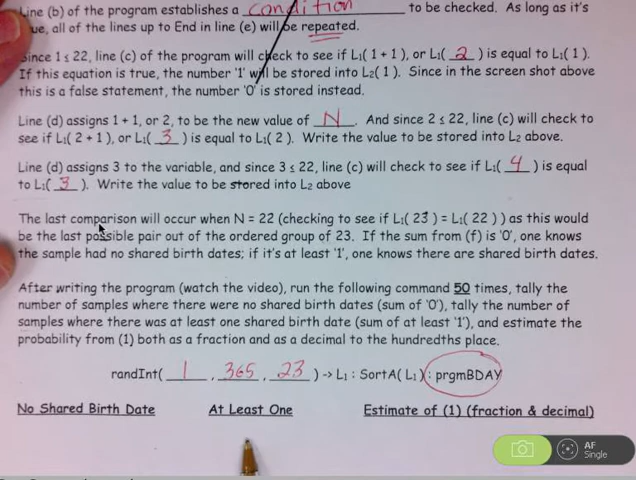 Line (b) of the program establishes a condition to be checked. As long as it's
ue, all of the lines up to End in line (e) will be repeated.
Since 1 ≤ 22, line (c) of the program will check to see if L₁( 1 + 1 ), or L₁( 2 ) is equal to L₁( 1 ).
If this equation is true, the number '1' will be stored into L₂( 1 ). Since in the screen shot above
this is a false statement, the number '0' is stored instead.
Line (d) assigns 1 + 1, or 2, to be the new value of N. And since 2 ≤ 22, line (c) will check to
see if L₁( 2 + 1 ), or L₁( 3 ) is equal to L₁( 2 ). Write the value to be stored into L₂ above.
Line (d) assigns 3 to the variable, and since 3 ≤ 22, line (c) will check to see if L₁( 4 ) is equal
to L₁( 3 ). Write the value to be stored into L₂ above
The last comparison will occur when N = 22 (checking to see if L₁( 23 ) = L₁( 22 ) ) as this would
be the last possible pair out of the ordered group of 23. If the sum from (f) is '0', one knows
the sample had no shared birth dates; if it's at least '1', one knows there are shared birth dates.
After writing the program (watch the video), run the following command 50 times, tally the
number of samples where there were no shared birth dates (sum of '0'), tally the number of
samples where there was at least one shared birth date (sum of at least '1'), and estimate the
probability from (1) both as a fraction and as a decimal to the hundredths place.
randInt( 1 , 365 , 23 ) -> L₁ : SortA( L₁ ) : prgmBDAY
No Shared Birth Date At Least One Estimate of (1) (fraction & decimal)
AF
Single